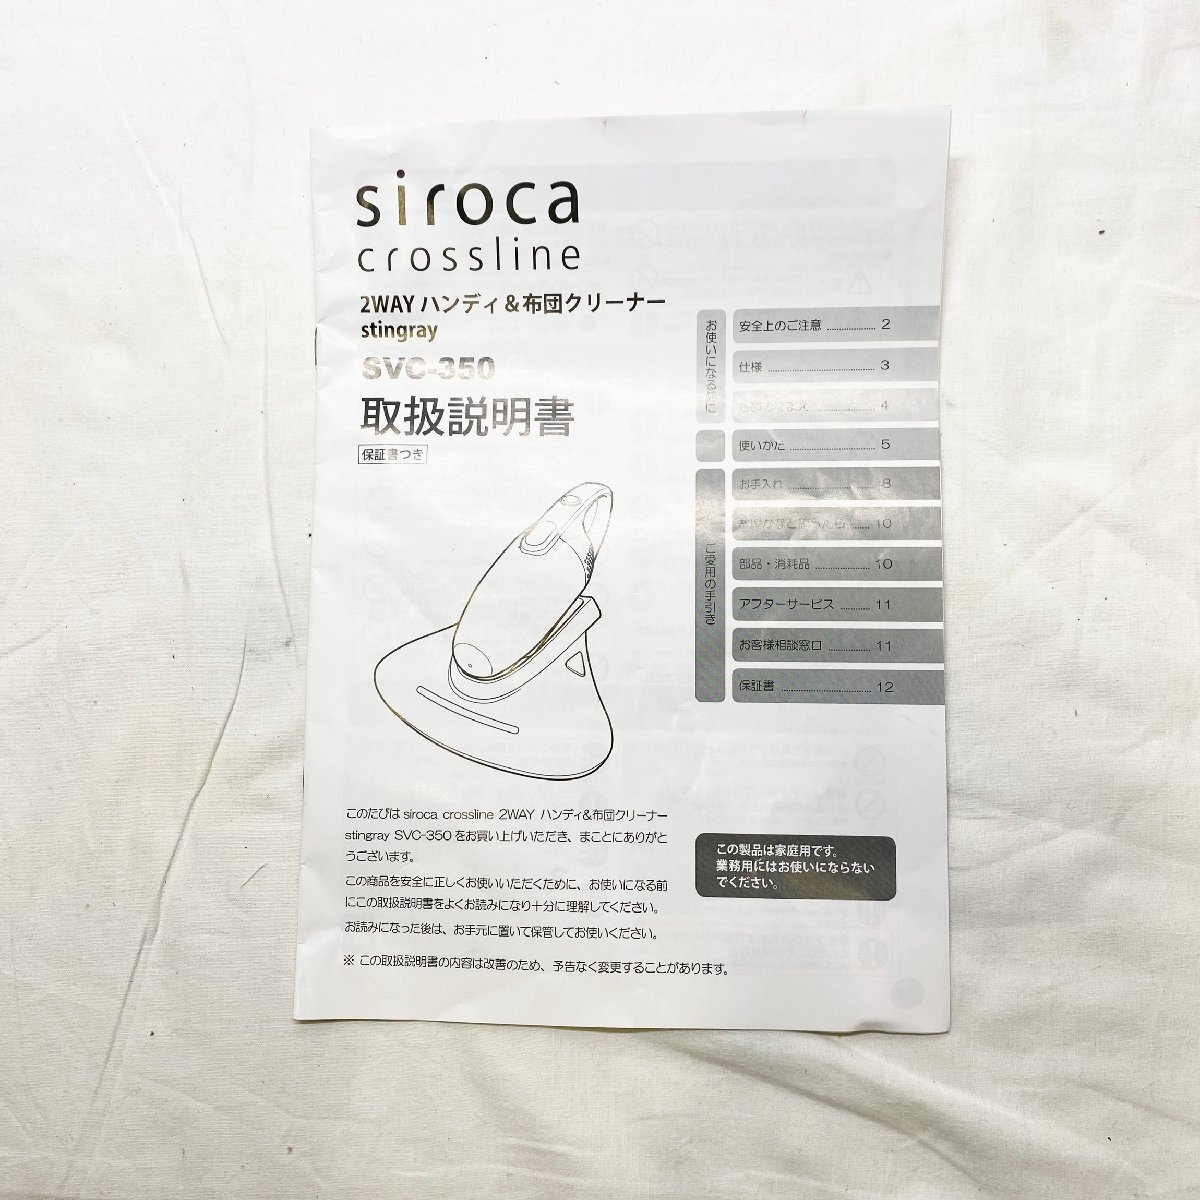 siroca
crossline
2WAY ハンディ＆布団クリーナー
stingray
SVC-350
取扱説明書
保証書つき
お使いになる前に
安全上のご注意 2
仕様 3
4
使いかた 5
ご愛用の手引き
お手入れ 8
故障かなと思ったら 10
部品・消耗品 10
アフターサービス 11
お客様相談窓口 11
保証書 12
このたびは siroca crossline 2WAY ハンディ&布団クリーナー
stingray SVC-350 をお買い上げいただき、まことにありがと
うございます。
この商品を安全に正しくお使いいただくために、お使いになる前
にこの取扱説明書をよくお読みになり十分に理解してください。
お読みになった後は、お手元に置いて保管してお使いください。
※ この取扱説明書の内容は改善のため、予告なく変更することがあります。
この製品は家庭用です。
業務用にはお使いにならない
でください。